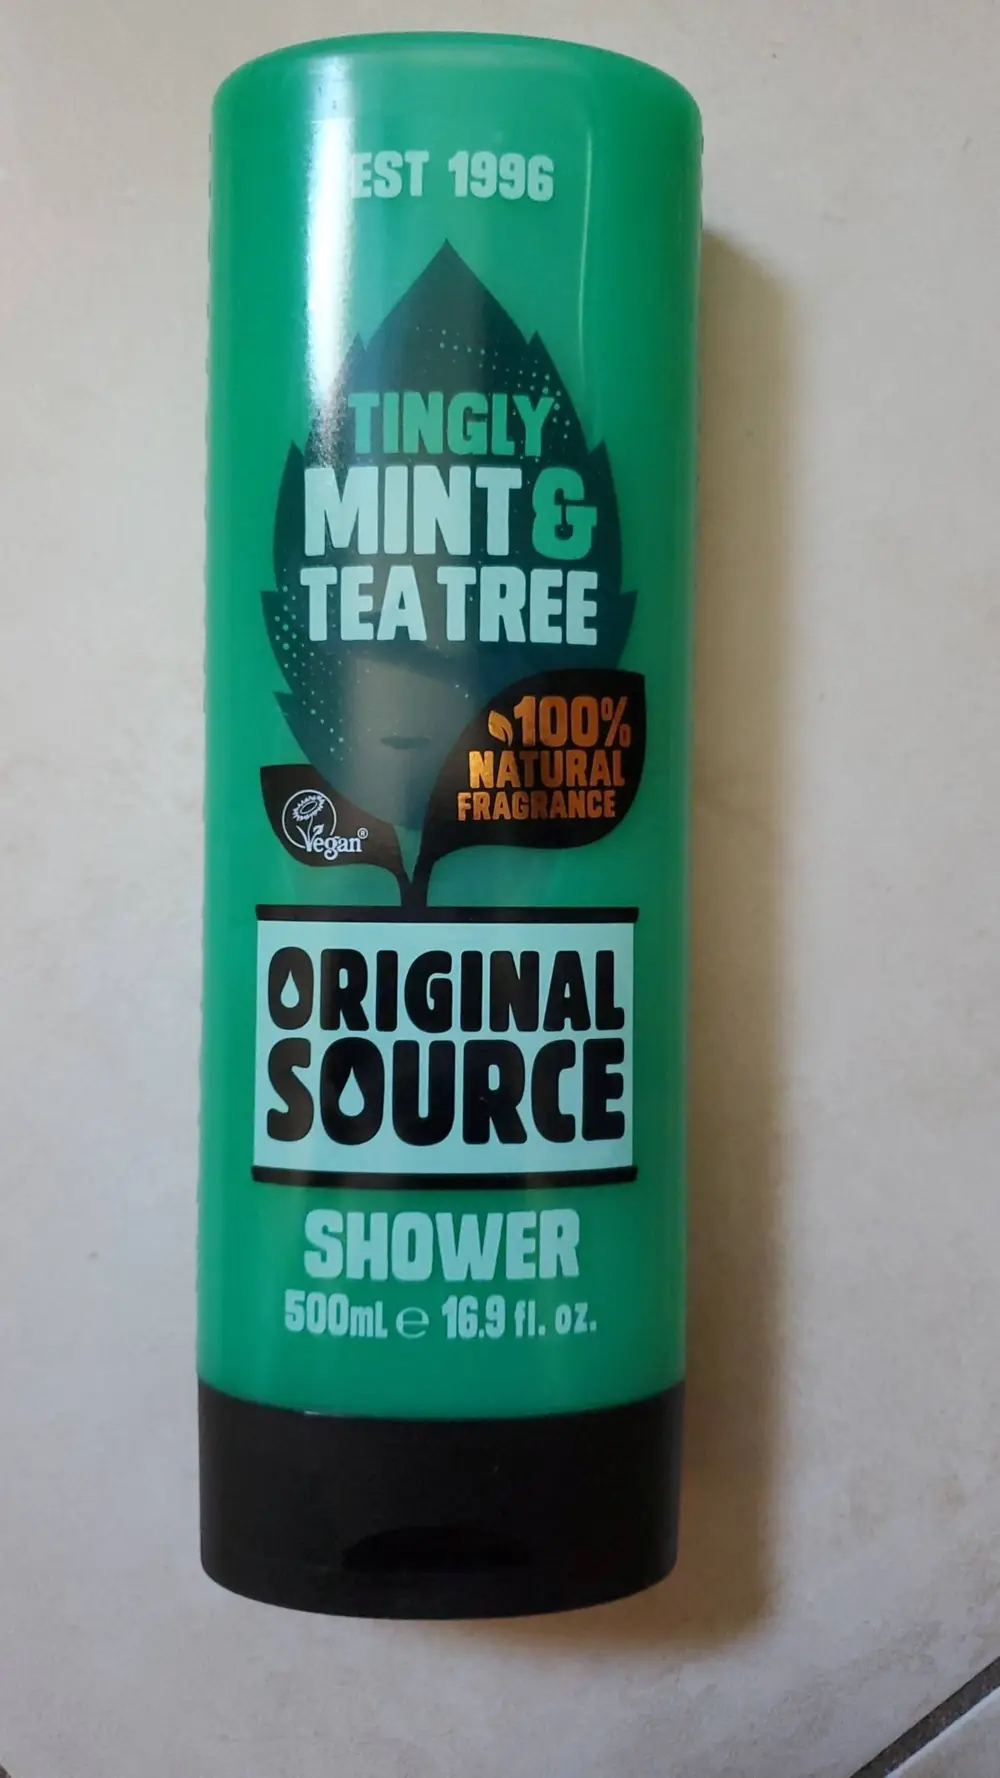 EST 1996
TINGLY
MINT &
TEA TREE
100%
NATURAL
FRAGRANCE
Vegan®
ORIGINAL
SOURCE
SHOWER
500mL ℮ 16.9 fl. oz.